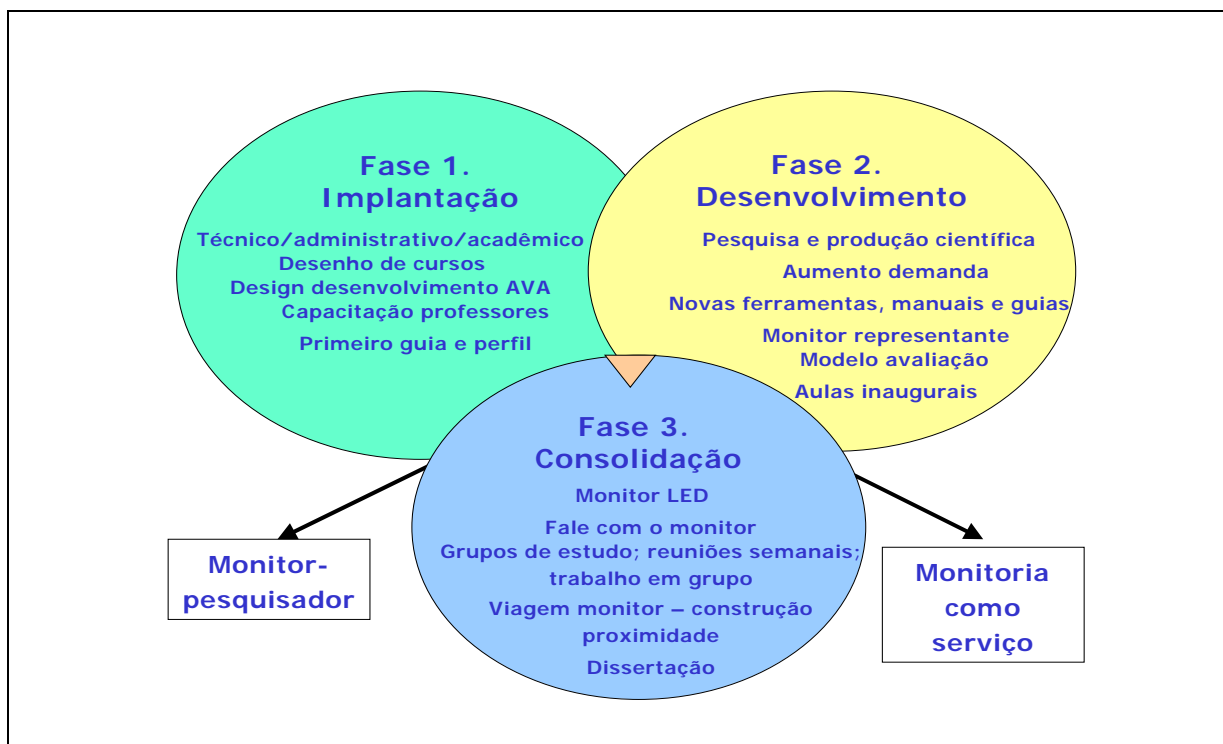 Fase 1.
Implantação
Técnico/administrativo/acadêmico
Desenho de cursos
Design desenvolvimento AVA
Capacitação professores
Primeiro guia e perfil
Fase 2.
Desenvolvimento
Pesquisa e produção científica
Aumento demanda
Novas ferramentas, manuais e guias
Monitor representante
Modelo avaliação
Aulas inaugurais
Fase 3.
Consolidação
Monitor LED
Fale com o monitor
Grupos de estudo; reuniões semanais;
trabalho em grupo
Viagem monitor – construção
proximidade
Dissertação
Monitor-
pesquisador
Monitoria
como
serviço